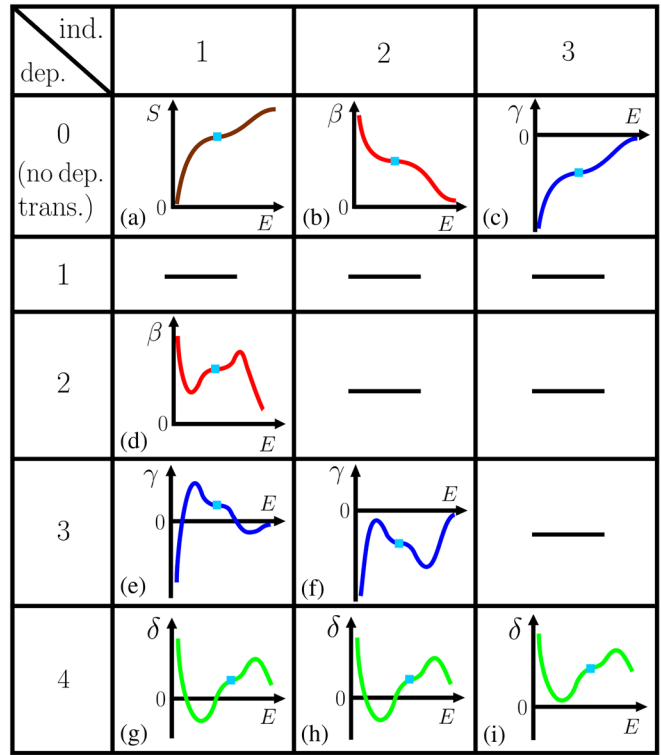 ind.
dep.
1
2
3
0
(no dep.
trans.)
S
0
E
(a)
β
0
E
(b)
γ
0
E
(c)
1
2
β
0
E
(d)
3
γ
0
E
(e)
γ
0
E
(f)
4
δ
0
E
(g)
δ
0
E
(h)
δ
0
E
(i)